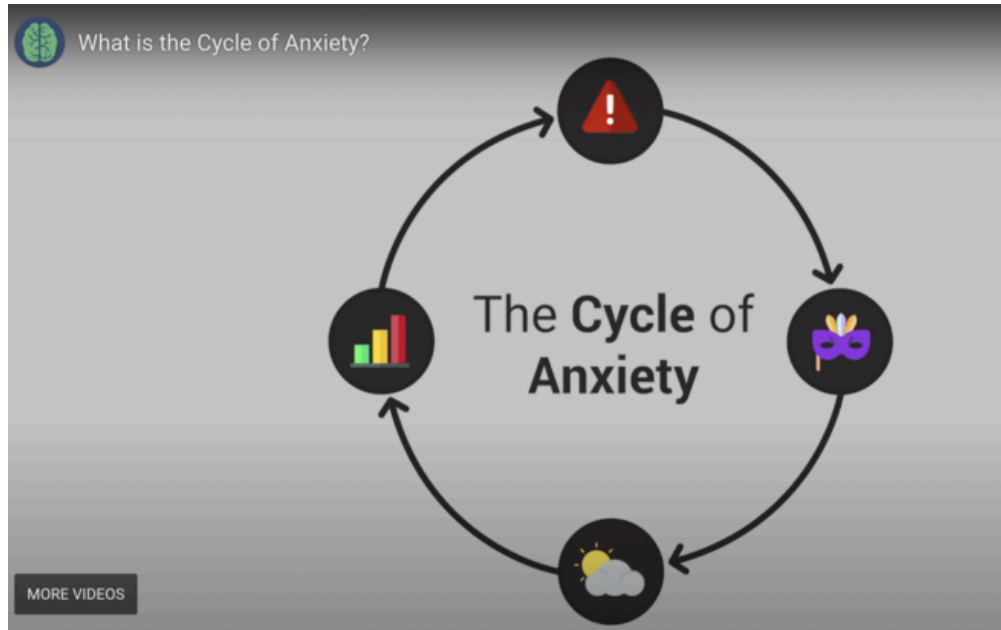 What is the Cycle of Anxiety?
The Cycle of
Anxiety
MORE VIDEOS